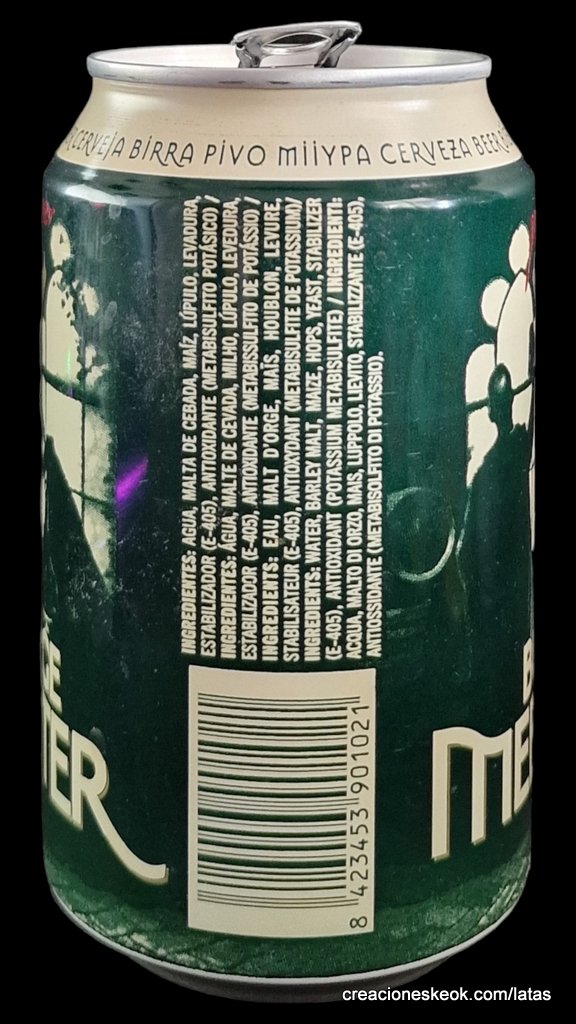 CERVEJA BIRRA PIVO MIIYPA CERVEZA BEER
INGREDIENTES: AGUA, MALTA DE CEBADA, MAÍZ, LÚPULO, LEVADURA,
ESTABILIZADOR (E-405), ANTIOXIDANTE (METABISULFITO POTÁSICO) /
INGREDIENTES: ÁGUA, MALTE DE CEVADA, MILHO, LÚPULO, LEVEDURA,
ESTABILIZADOR (E-405), ANTIOXIDANTE (METABISSULFITO DE POTÁSSIO) /
INGREDIENTS: EAU, MALT D'ORGE, MAÏS, HOUBLON, LEVURE,
STABILISATEUR (E-405), ANTIOXYDANT (METABISULFITE DE POTASSIUM)/
INGREDIENTS: WATER, BARLEY MALT, MAIZE, HOPS, YEAST, STABILIZER
(E-405), ANTIOXIDANT (POTASSIUM METABISULFITE) / INGREDIENTI:
ACQUA, MALTO DI ORZO, MAIS, LUPPOLO, LIEVITO, STABILIZZANTE (E-405),
ANTIOSSIDANTE (METABISOLFITO DI POTASSIO).
GE
TER
B
ME
8 423453 901021
creacioneskeok.com/latas